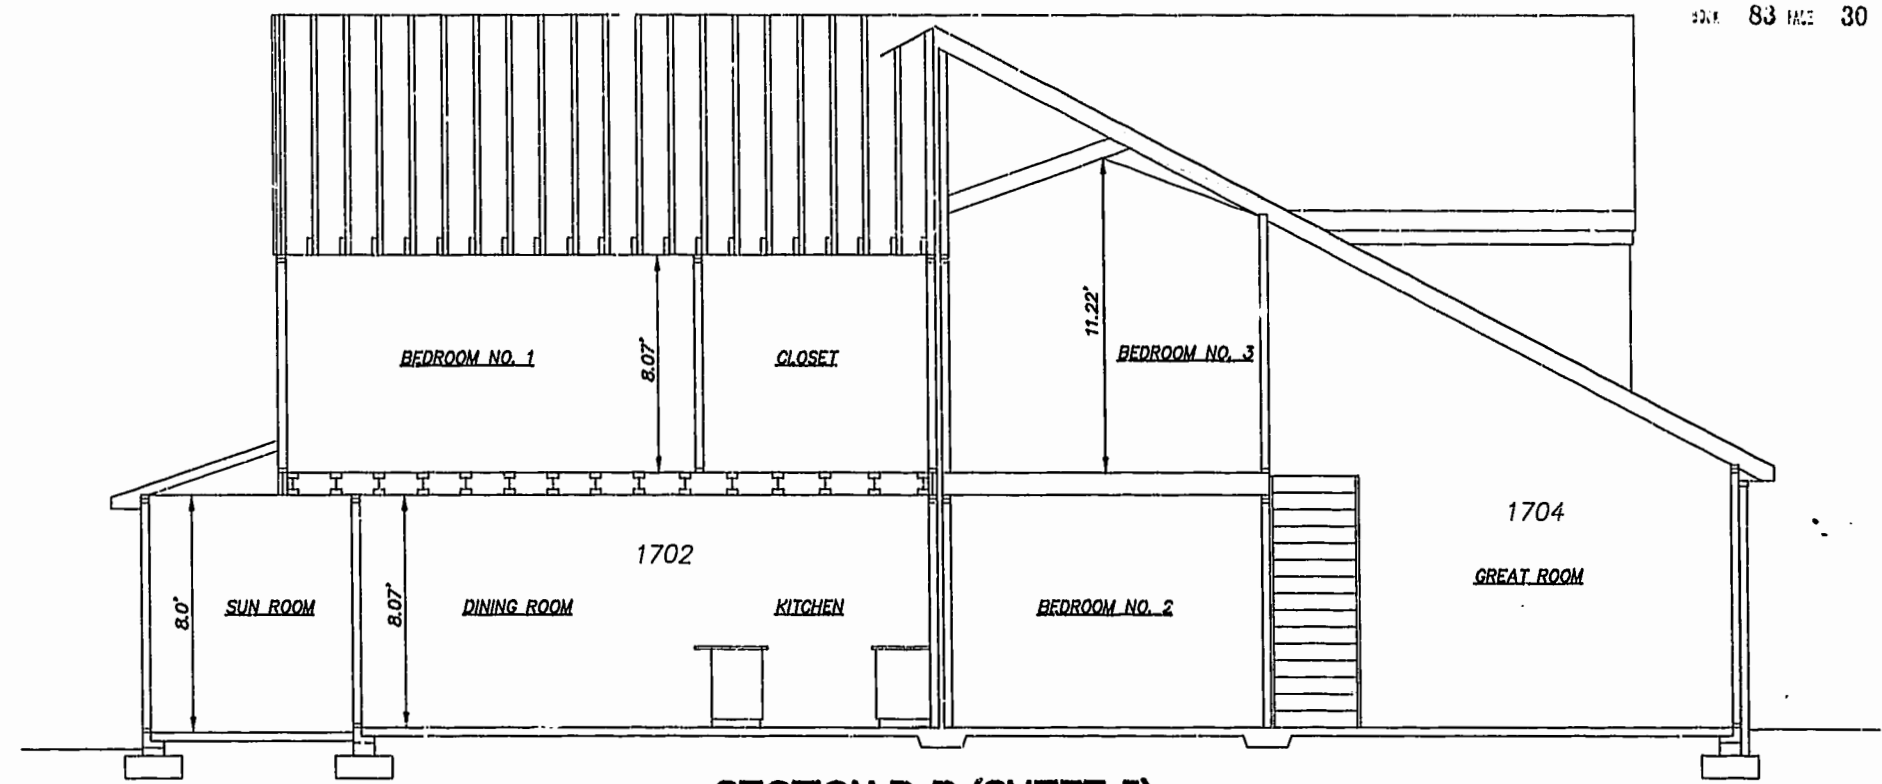 83 PAGE 30
11.22'
BEDROOM NO. 1
8.07'
CLOSET
BEDROOM NO. 3
1702
1704
GREAT ROOM
8.0'
SUN ROOM
8.07'
DINING ROOM
KITCHEN
BEDROOM NO. 2